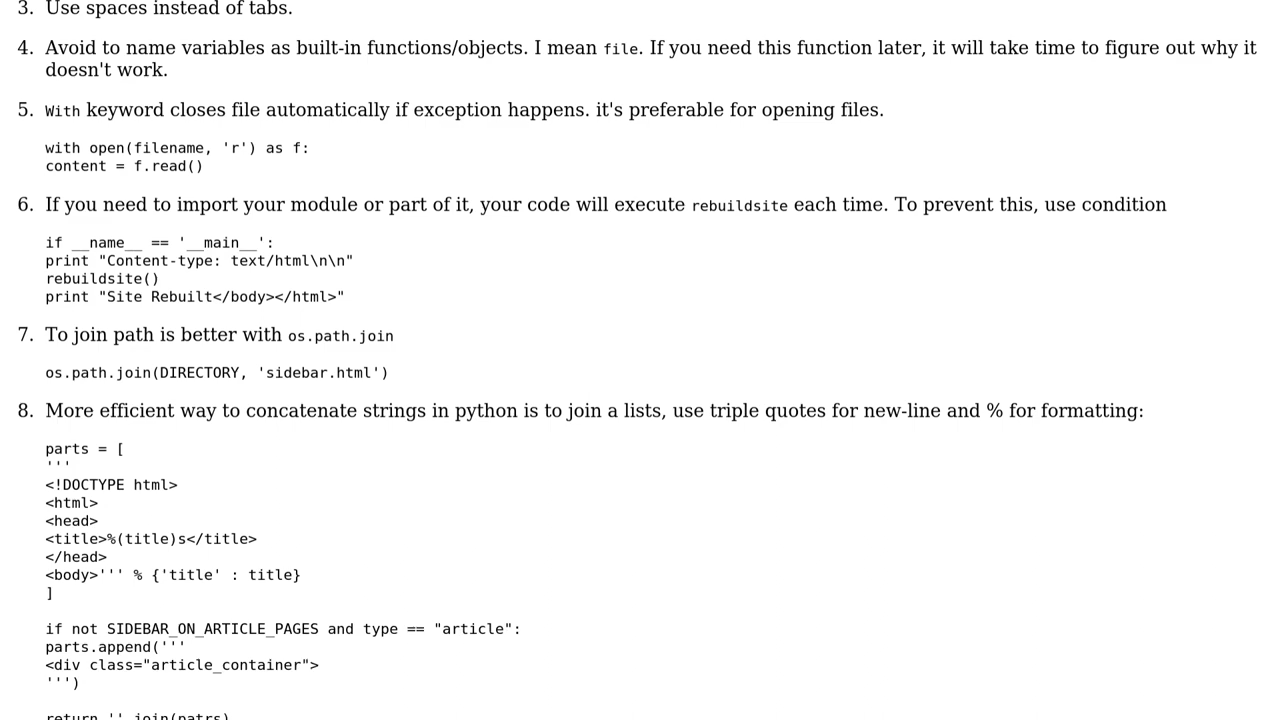 3. Use spaces instead of tabs.
4. Avoid to name variables as built-in functions/objects. I mean file. If you need this function later, it will take time to figure out why it
doesn't work.
5. With keyword closes file automatically if exception happens. it's preferable for opening files.
with open(filename, 'r') as f:
content = f.read()
6. If you need to import your module or part of it, your code will execute rebuildsite each time. To prevent this, use condition
if __name__ == '__main__':
print "Content-type: text/html\n\n"
rebuildsite()
print "Site Rebuilt</body></html>"
7. To join path is better with os.path.join
os.path.join(DIRECTORY, 'sidebar.html')
8. More efficient way to concatenate strings in python is to join a lists, use triple quotes for new-line and % for formatting:
parts = [
'''
<!DOCTYPE html>
<html>
<head>
<title>%(title)s</title>
</head>
<body>''' % {'title' : title}
]
if not SIDEBAR_ON_ARTICLE_PAGES and type == "article":
parts.append('''
<div class="article_container">
''')
return ''.join(patrs)